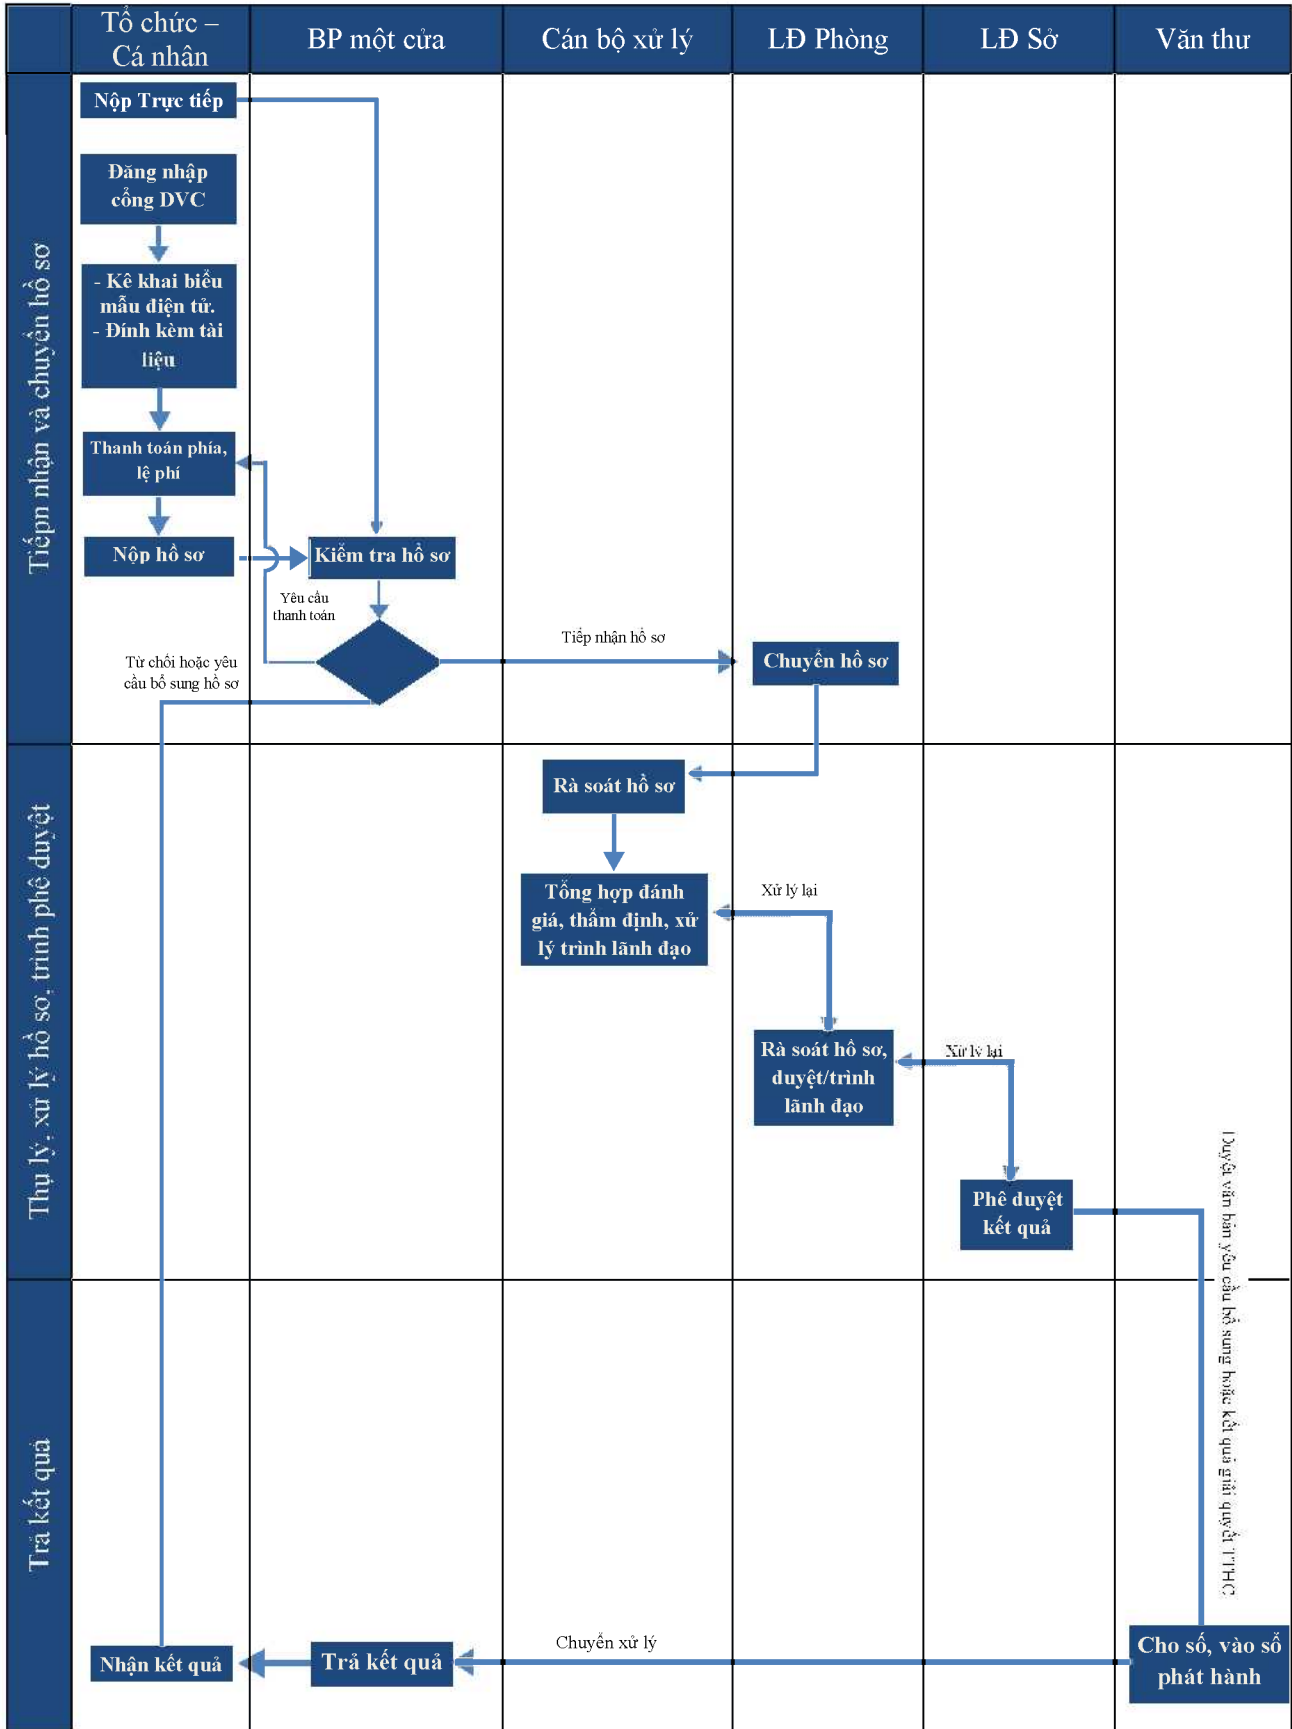 Tổ chức –
Cá nhân
BP một cửa
Cán bộ xử lý
LĐ Phòng
LĐ Sở
Văn thư
Tiếpn nhận và chuyển hồ sơ
Nộp Trực tiếp
Đăng nhập
cổng DVC
- Kê khai biểu
mẫu điện tử.
- Đính kèm tài
liệu
Thanh toán phía,
lệ phí
Nộp hồ sơ
Kiểm tra hồ sơ
Yêu cầu
thanh toán
Từ chối hoặc yêu
cầu bổ sung hồ sơ
Tiếp nhận hồ sơ
Chuyển hồ sơ
Thụ lý, xử lý hồ sơ, trình phê duyệt
Rà soát hồ sơ
Tổng hợp đánh
giá, thẩm định, xử
lý trình lãnh đạo
Xử lý lại
Rà soát hồ sơ,
duyệt/trình
lãnh đạo
Xử lý lại
Phê duyệt
kết quả
Duyệt văn bản yêu cầu bổ sung hoặc kết quả giải quyết TTHC
Trả kết quả
Nhận kết quả
Trả kết quả
Chuyển xử lý
Cho số, vào sổ
phát hành